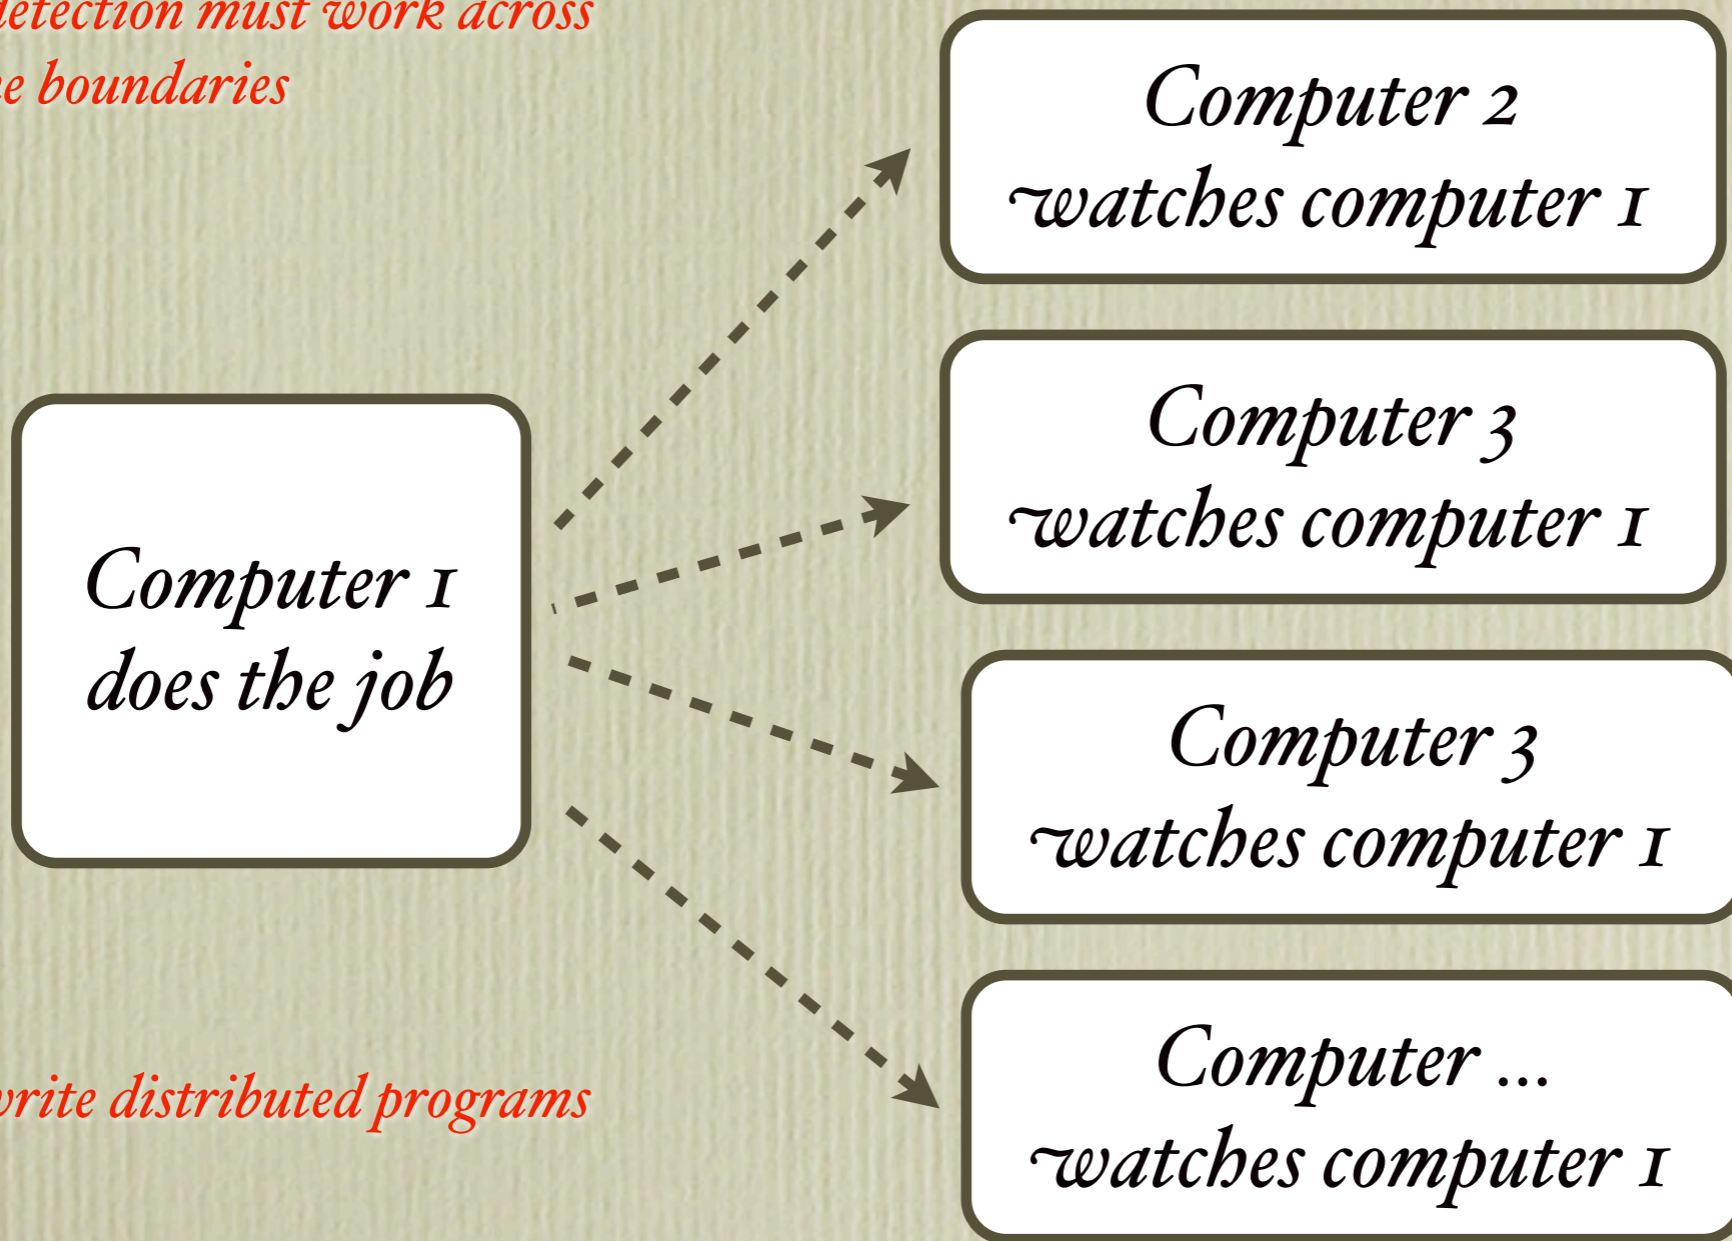 detection must work across
boundaries
Computer 2
watches computer 1
Computer 3
watches computer 1
Computer 1
does the job
Computer 3
watches computer 1
Computer ...
watches computer 1
write distributed programs